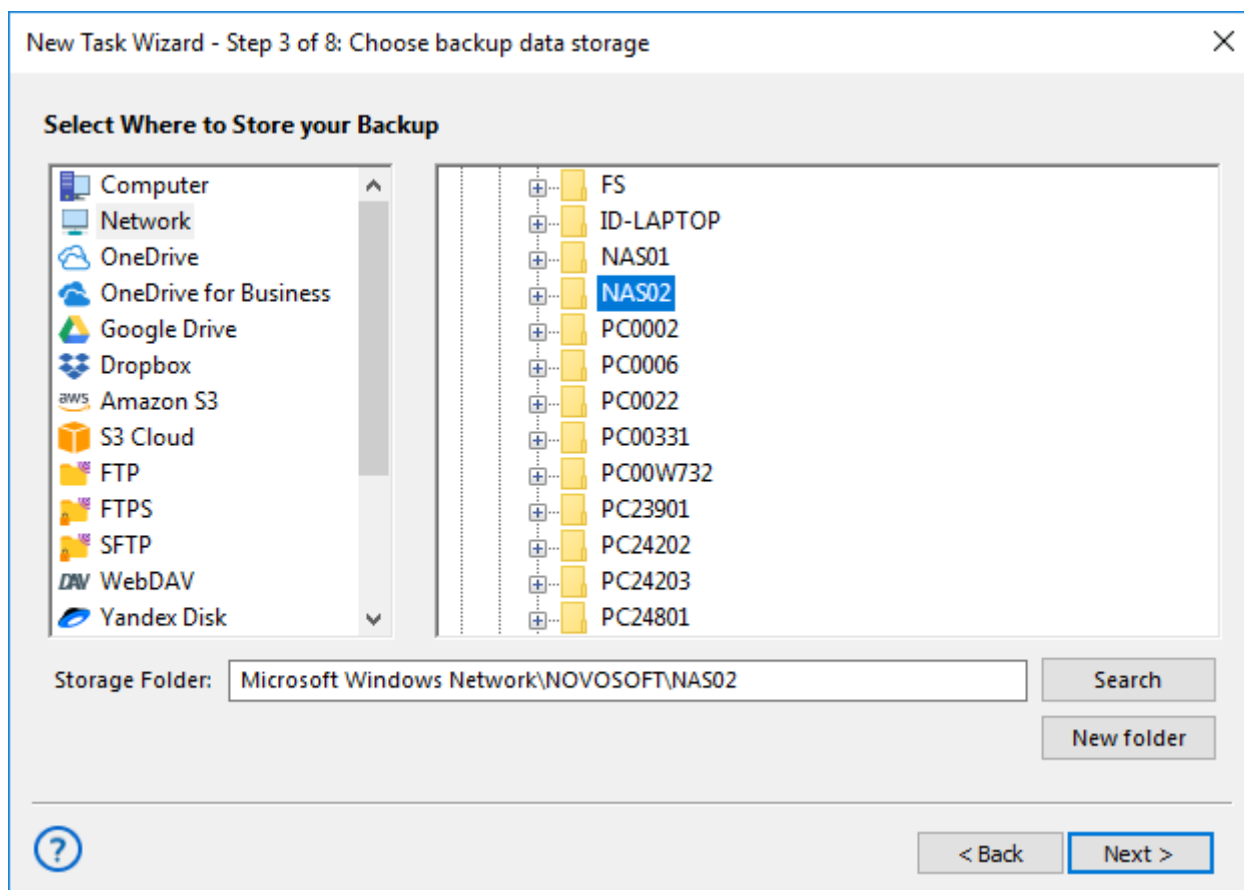 New Task Wizard - Step 3 of 8: Choose backup data storage
Select Where to Store your Backup
Computer
Network
OneDrive
OneDrive for Business
Google Drive
Dropbox
aws Amazon S3
S3 Cloud
FTP
FTPS
SFTP
DAV WebDAV
Yandex Disk
FS
ID-LAPTOP
NAS01
NAS02
PC0002
PC0006
PC0022
PC00331
PC00W732
PC23901
PC24202
PC24203
PC24801
Storage Folder: Microsoft Windows Network\NOVOSOFT\NAS02 Search
New folder
? < Back Next >